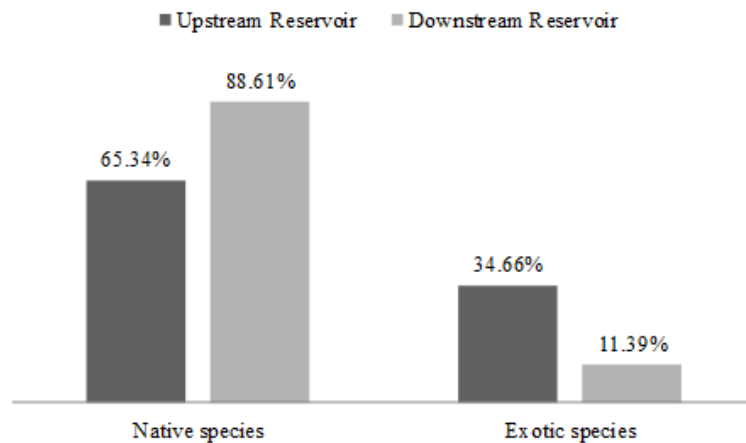 Upstream Reservoir Downstream Reservoir
88.61%
65.34%
34.66%
11.39%
Native species Exotic species